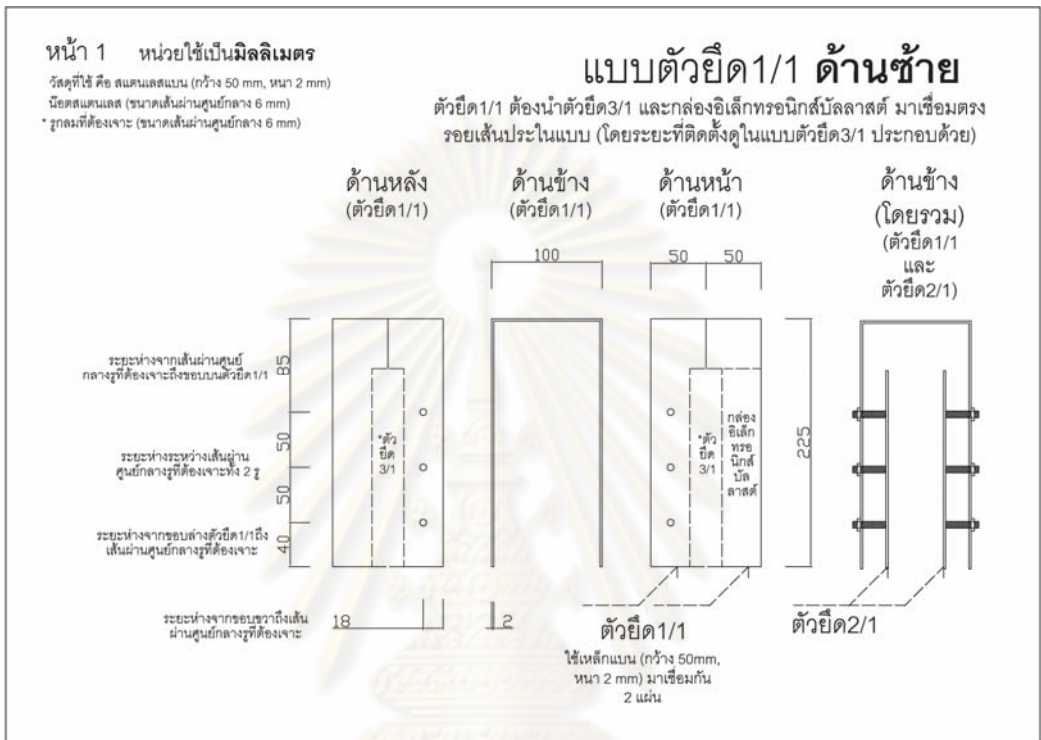 หน้า 1 หน่วยใช้เป็นมิลลิเมตร
วัสดุที่ใช้ คือ สแตนเลสแบน (กว้าง 50 mm, หนา 2 mm)
น๊อตสแตนเลส (ขนาดเส้นผ่านศูนย์กลาง 6 mm)
* รูกลมที่ต้องเจาะ (ขนาดเส้นผ่านศูนย์กลาง 6 mm)
แบบตัวยึด1/1 ด้านซ้าย
ตัวยึด1/1 ต้องนำตัวยึด3/1 และกล่องอิเล็กทรอนิกส์บัลลาสต์ มาเชื่อมตรง
รอยเส้นประในแบบ (โดยระยะที่ติดตั้งดูในแบบตัวยึด3/1 ประกอบด้วย)
ด้านหลัง
(ตัวยึด1/1)
ด้านข้าง
(ตัวยึด1/1)
ด้านหน้า
(ตัวยึด1/1)
ด้านข้าง
(โดยรวม)
(ตัวยึด1/1
และ
ตัวยึด2/1)
100
50 50
ระยะห่างจากเส้นผ่านศูนย์
กลางรูที่ต้องเจาะถึงขอบบนตัวยึด1/1
85
ระยะห่างระหว่างเส้นผ่าน
ศูนย์กลางรูที่ต้องเจาะทั้ง 2 รู
50
50
ระยะห่างจากขอบล่างตัวยึด1/1ถึง
เส้นผ่านศูนย์กลางรูที่ต้องเจาะ
40
*ตัว
ยึด
3/1
*ตัว
ยึด
3/1
กล่อง
อิเล็ก
ทรอ
นิกส์
บัล
ลาสต์
225
ระยะห่างจากขอบขวาถึงเส้น
ผ่านศูนย์กลางรูที่ต้องเจาะ
18
2
ตัวยึด1/1
ใช้เหล็กแบน (กว้าง 50mm,
หนา 2 mm) มาเชื่อมกัน
2 แผ่น
ตัวยึด2/1